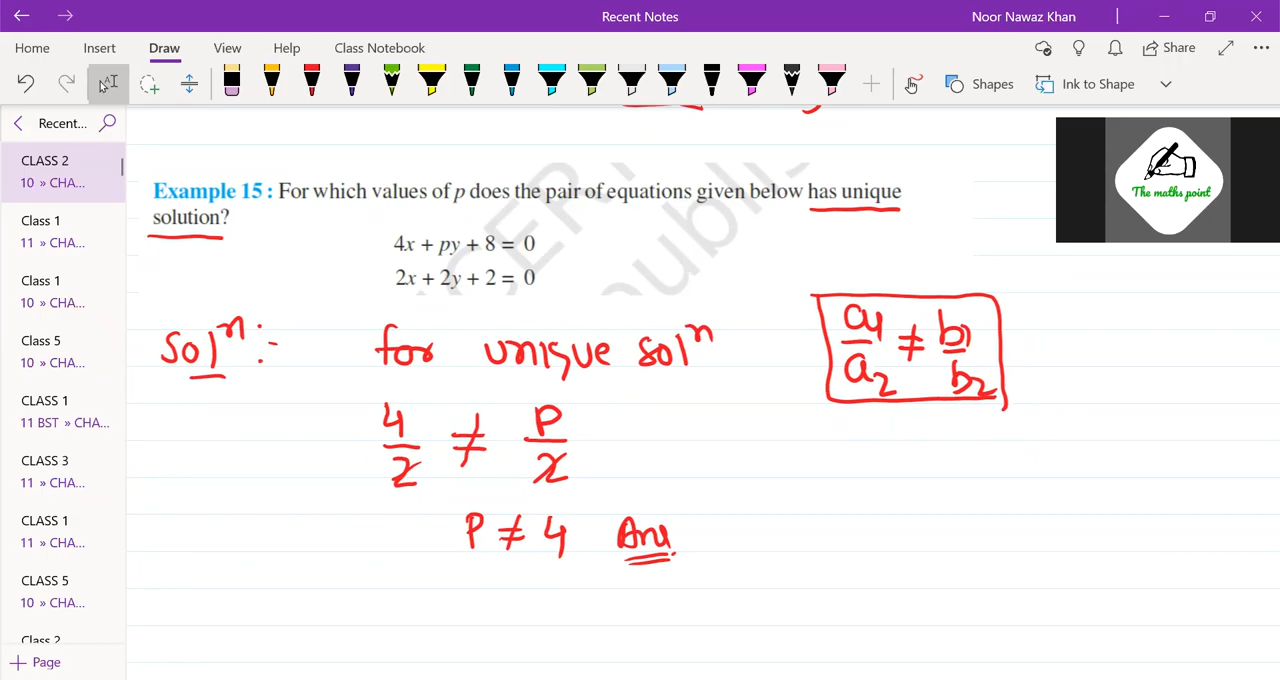 Recent Notes
Noor Nawaz Khan
Home Insert Draw View Help Class Notebook
Share
Shapes
Ink to Shape
Recent...
CLASS 2
10 » CHA...
Class 1
11 » CHA...
Class 1
10 » CHA...
Class 5
10 » CHA...
CLASS 1
11 BST » CHA...
CLASS 3
11 » CHA...
CLASS 1
11 » CHA...
CLASS 5
10 » CHA...
Class 2
Page
The maths point
Example 15 : For which values of p does the pair of equations given below has unique
solution?
4x + py + 8 = 0
2x + 2y + 2 = 0
Solⁿ :- for unique solⁿ
a1/a2 ≠ b1/b2
4/2 ≠ P/2
P ≠ 4 Ans.